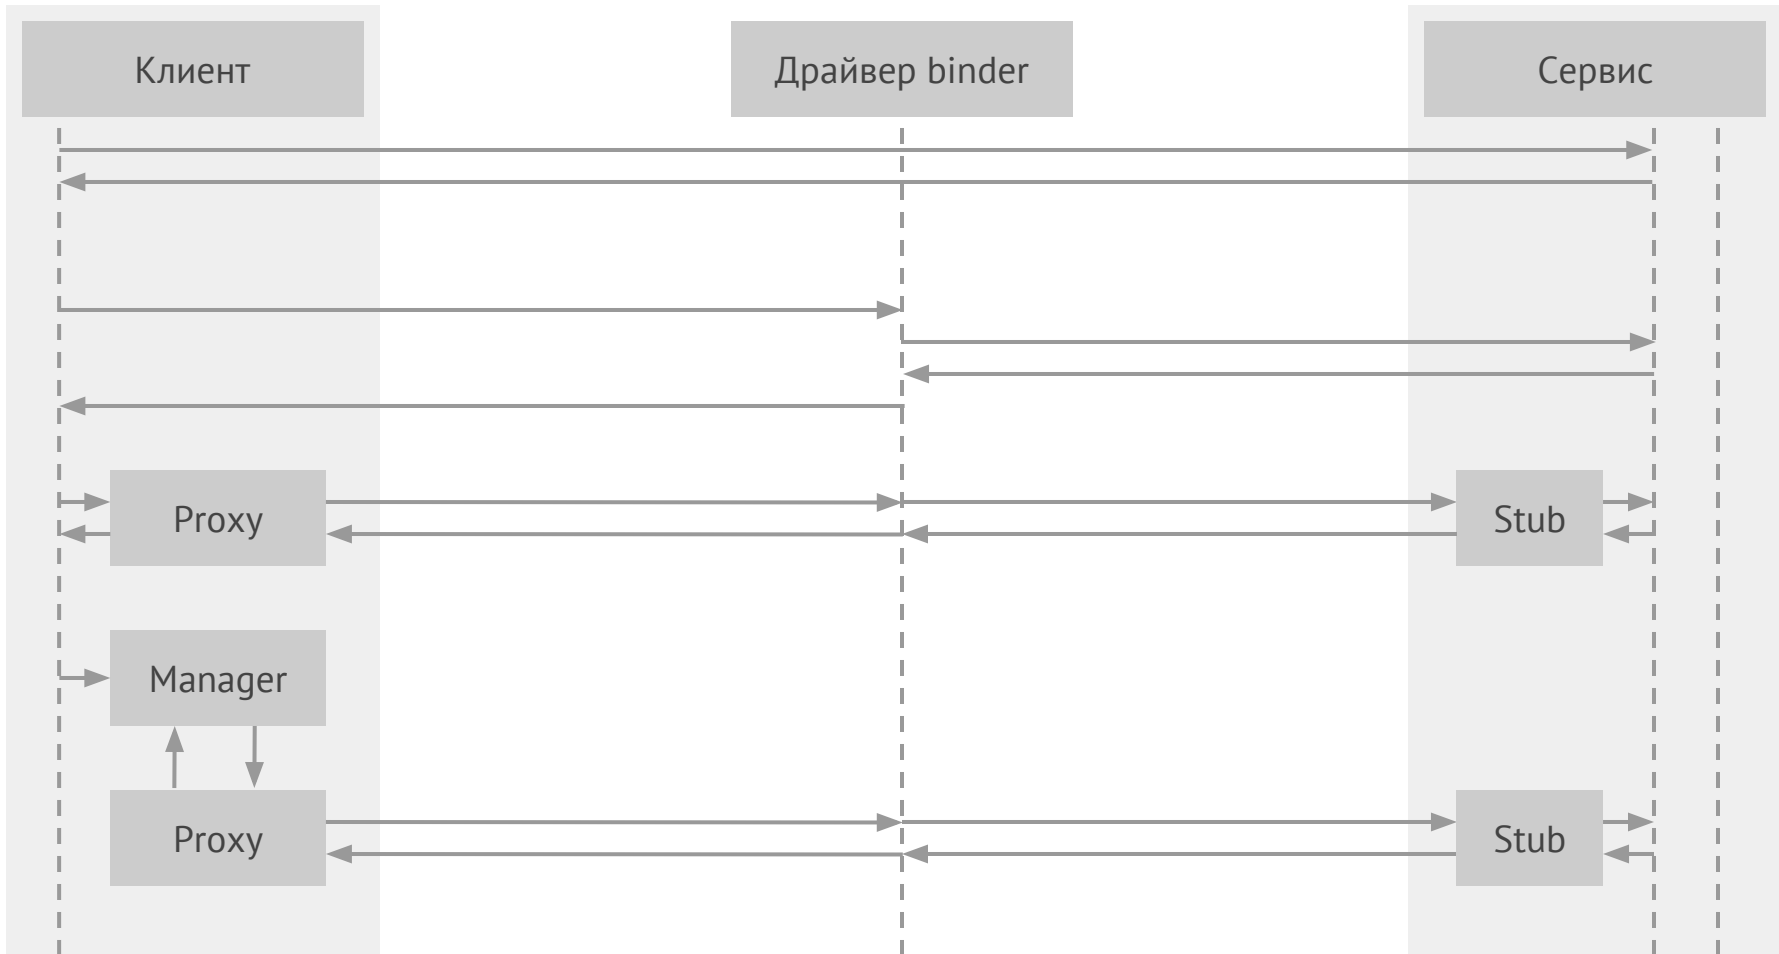 Клиент
Драйвер binder
Сервис
Proxy
Stub
Manager
Proxy
Stub